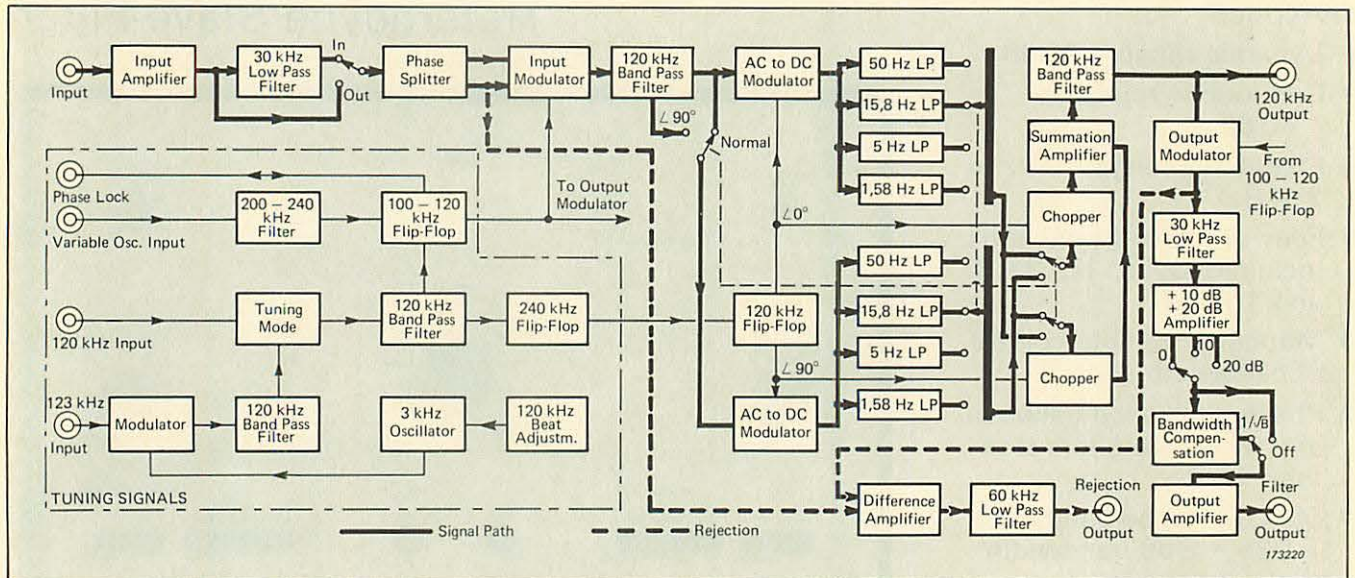 Input
Input
Amplifier
30 kHz
Low Pass
Filter
In
Out
Phase
Splitter
Input
Modulator
120 kHz
Band Pass
Filter
∠ 90°
Normal
AC to DC
Modulator
50 Hz LP
15,8 Hz LP
5 Hz LP
1,58 Hz LP
120 kHz
Band Pass
Filter
Summation
Amplifier
Chopper
120 kHz
Output
Output
Modulator
From
100 – 120
kHz
Flip-Flop
Phase Lock
Variable Osc. Input
200 – 240
kHz
Filter
100 – 120
kHz
Flip-Flop
To Output
Modulator
∠0°
120 kHz Input
Tuning
Mode
120 kHz
Band Pass
Filter
240 kHz
Flip-Flop
120 kHz
Flip-Flop
∠ 90°
50 Hz LP
15,8 Hz LP
5 Hz LP
1,58 Hz LP
Chopper
30 kHz
Low Pass
Filter
+ 10 dB
+ 20 dB
Amplifier
0
10
20 dB
123 kHz
Input
Modulator
120 kHz
Band Pass
Filter
3 kHz
Oscillator
120 kHz
Beat
Adjustm.
AC to DC
Modulator
Bandwidth
Compen-
sation
1/√B
Off
TUNING SIGNALS
Difference
Amplifier
60 kHz
Low Pass
Filter
Rejection
Output
Output
Amplifier
Filter
Output
Signal Path
Rejection
173220